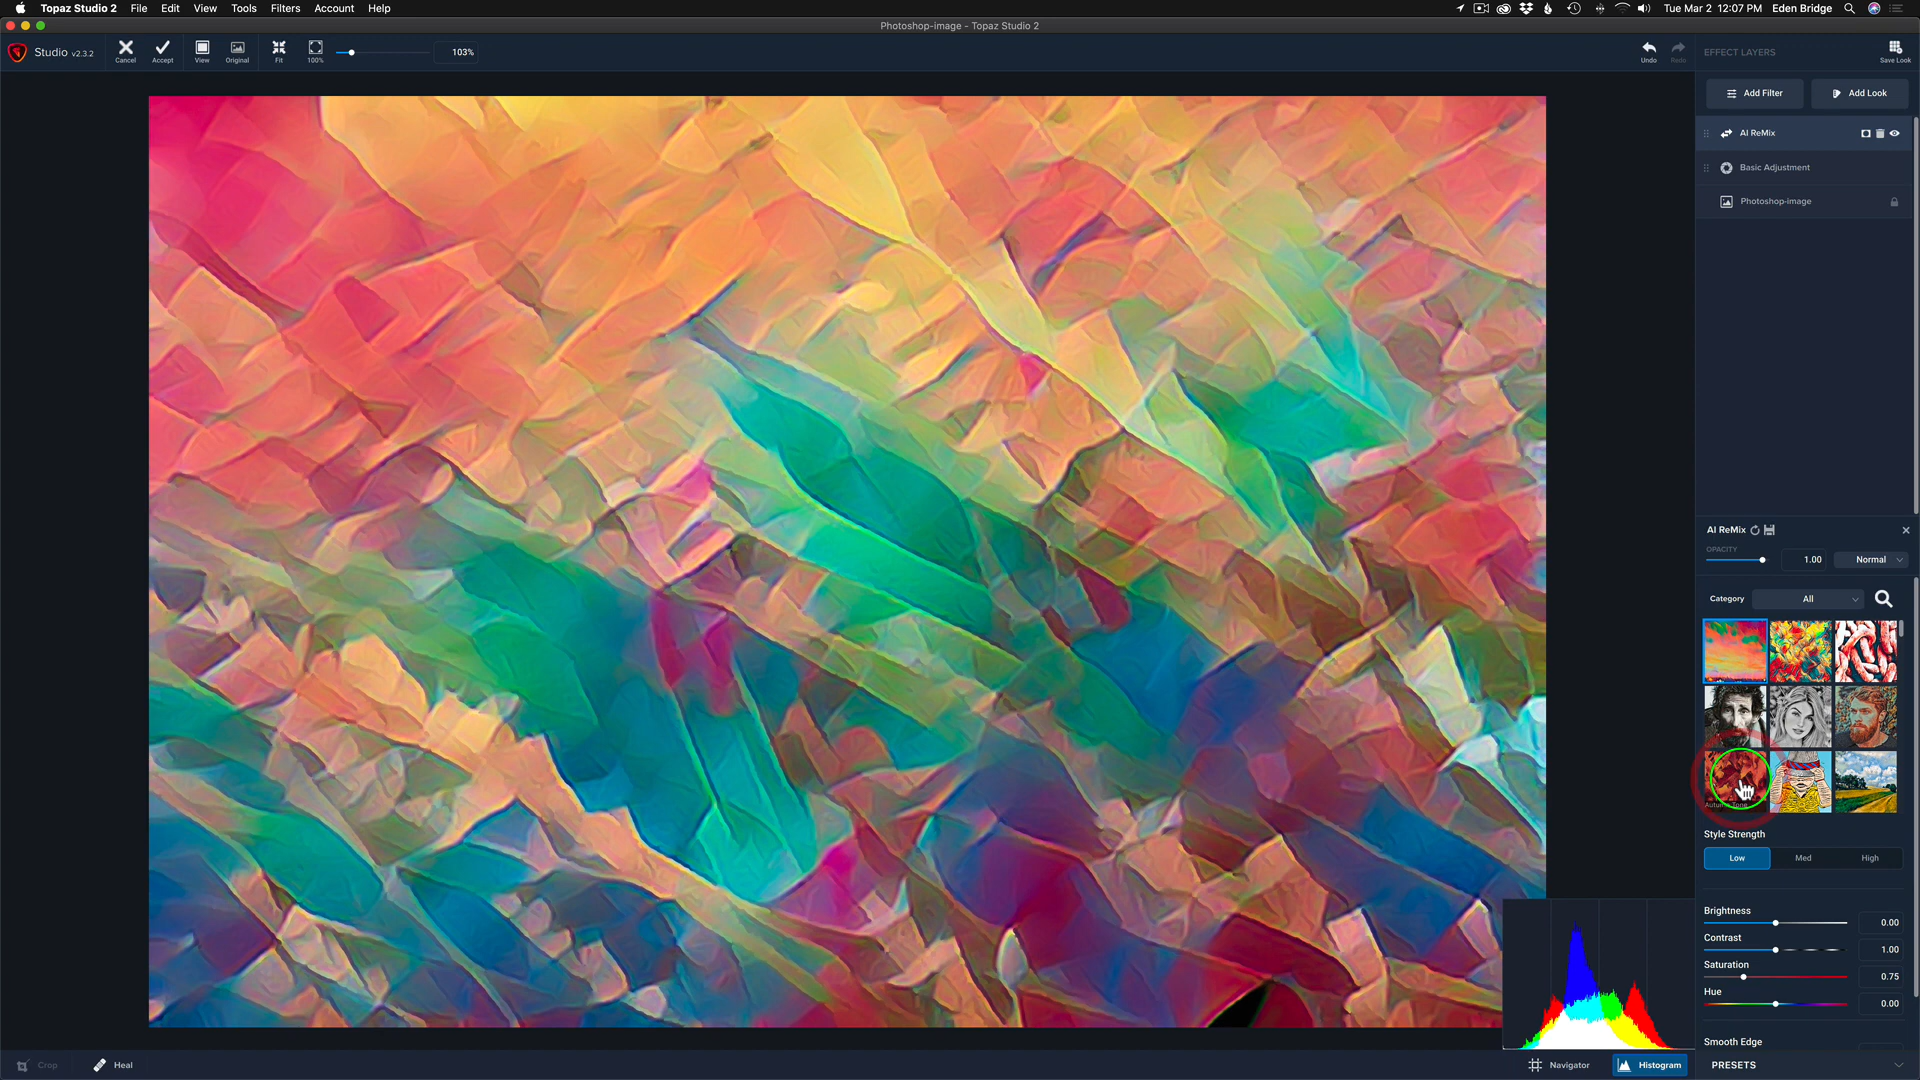 Topaz Studio 2 File Edit View Tools Filters Account Help
Tue Mar 2 12:07 PM Eden Bridge
Photoshop-image - Topaz Studio 2
Studio v2.3.2
Cancel Accept View Original Fit 100% 103% Undo Redo
EFFECT LAYERS
Save Look
Add Filter Add Look
AI ReMix
Basic Adjustment
Photoshop-image
AI ReMix
OPACITY
1.00 Normal
Category All
Autumn Tone
Style Strength
Low Med High
Brightness 0.00
Contrast 1.00
Saturation 0.75
Hue 0.00
Smooth Edge
Crop Heal Navigator Histogram PRESETS